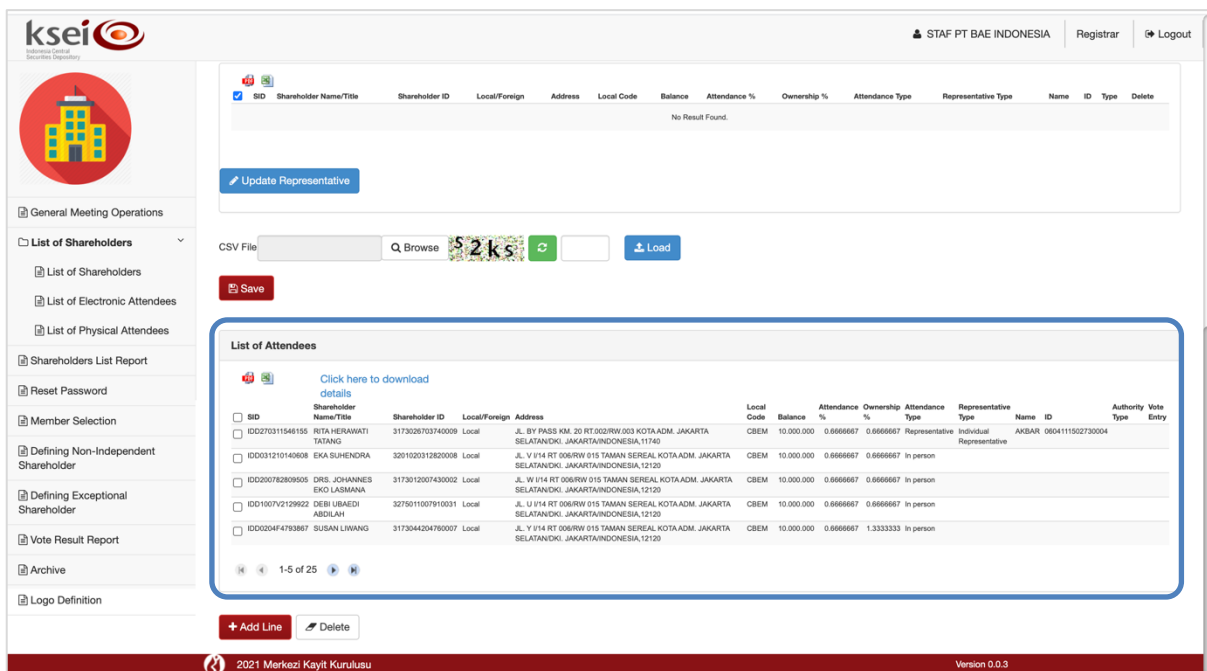 ksei
Indonesia Central
Securities Depository
STAF PT BAE INDONESIA Registrar Logout
SID Shareholder Name/Title Shareholder ID Local/Foreign Address Local Code Balance Attendance % Ownership % Attendance Type Representative Type Name ID Type Delete
No Result Found.
Update Representative
General Meeting Operations
List of Shareholders
List of Shareholders
List of Electronic Attendees
List of Physical Attendees
Shareholders List Report
Reset Password
Member Selection
Defining Non-Independent
Shareholder
Defining Exceptional
Shareholder
Vote Result Report
Archive
Logo Definition
CSV File Browse 52ks Load
Save
List of Attendees
Click here to download
details
SID Shareholder Name/Title Shareholder ID Local/Foreign Address Local Code Balance Attendance % Ownership % Attendance Type Representative Type Name ID Authority Type Vote Entry
IDD270311546155 RITA HERAWATI 3173026703740009 Local JL. BY PASS KM. 20 RT.002/RW.003 KOTA ADM. JAKARTA CBEM 10.000.000 0.6666667 0.6666667 Representative Individual AKBAR 0604111502730004
TATANG SELATAN/DKI. JAKARTA/INDONESIA,11740 Representative
IDD031210140608 EKA SUHENDRA 3201020312820008 Local JL. V I/14 RT 006/RW 015 TAMAN SEREAL KOTA ADM. JAKARTA CBEM 10.000.000 0.6666667 0.6666667 In person
SELATAN/DKI. JAKARTA/INDONESIA,12120
IDD200782809505 DRS. JOHANNES 3173012007430002 Local JL. W I/14 RT 006/RW 015 TAMAN SEREAL KOTA ADM. JAKARTA CBEM 10.000.000 0.6666667 0.6666667 In person
EKO LASMANA SELATAN/DKI. JAKARTA/INDONESIA,12120
IDD1007V2129922 DEBI UBAEDI 3275011007910031 Local JL. U I/14 RT 006/RW 015 TAMAN SEREAL KOTA ADM. JAKARTA CBEM 10.000.000 0.6666667 0.6666667 In person
ABDILAH SELATAN/DKI. JAKARTA/INDONESIA,12120
IDD0204F4793867 SUSAN LIWANG 3173044204760007 Local JL. Y I/14 RT 006/RW 015 TAMAN SEREAL KOTA ADM. JAKARTA CBEM 10.000.000 0.6666667 1.3333333 In person
SELATAN/DKI. JAKARTA/INDONESIA,12120
1-5 of 25
Add Line Delete
2021 Merkezi Kayit Kurulusu Version 0.0.3